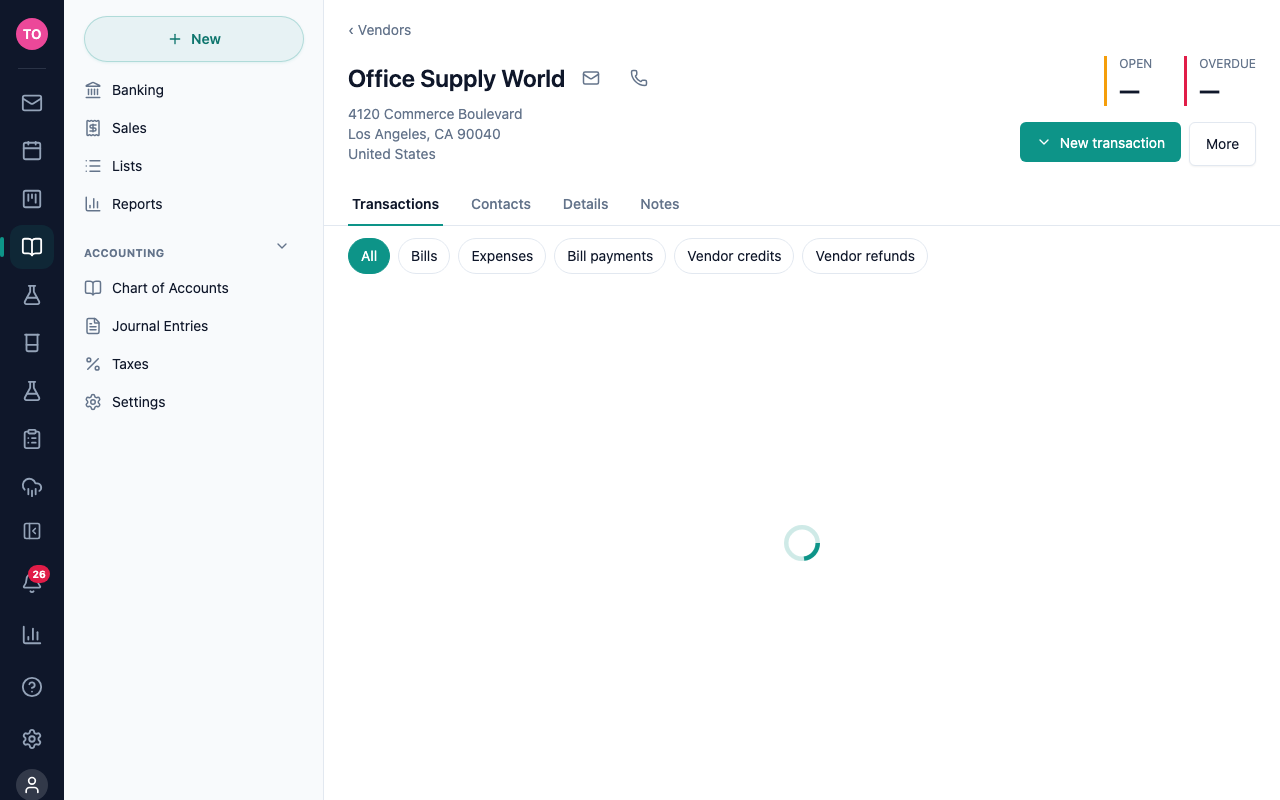 TO
New
Banking
Sales
Lists
Reports
ACCOUNTING
Chart of Accounts
Journal Entries
Taxes
Settings
26
‹ Vendors
Office Supply World
4120 Commerce Boulevard
Los Angeles, CA 90040
United States
OPEN
—
OVERDUE
—
New transaction
More
Transactions
Contacts
Details
Notes
All
Bills
Expenses
Bill payments
Vendor credits
Vendor refunds